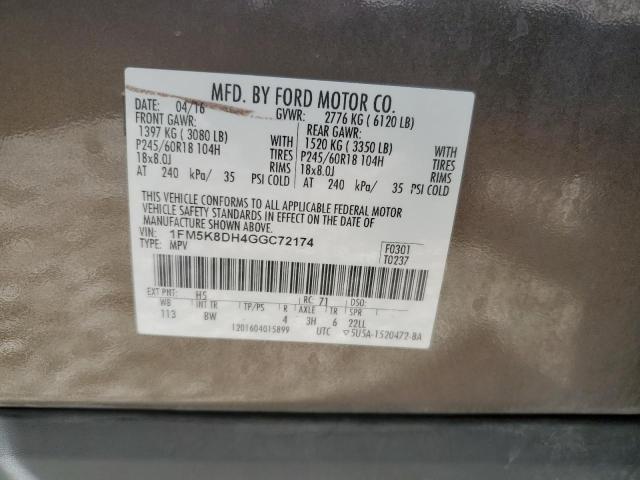 MFD. BY FORD MOTOR CO.
DATE: 04/16 GVWR: 2776 KG ( 6120 LB)
FRONT GAWR: REAR GAWR:
1397 KG ( 3080 LB) WITH 1520 KG ( 3350 LB) WITH
P245/60R18 104H TIRES P245/60R18 104H TIRES
18x8.0J RIMS 18x8.0J RIMS
AT 240 kPa/ 35 PSI COLD AT 240 kPa/ 35 PSI COLD
THIS VEHICLE CONFORMS TO ALL APPLICABLE FEDERAL MOTOR
VEHICLE SAFETY STANDARDS IN EFFECT ON THE DATE OF
MANUFACTURE SHOWN ABOVE.
VIN: 1FM5K8DH4GGC72174 F0301
TYPE: MPV T0237
EXT PNT: H5 RC: 71 DSO:
WB INT TR TP/PS R AXLE TR SPR
113 BW 4 3H 6 22LL
1201604015899 UTC ▽5U5A-1520472-BA